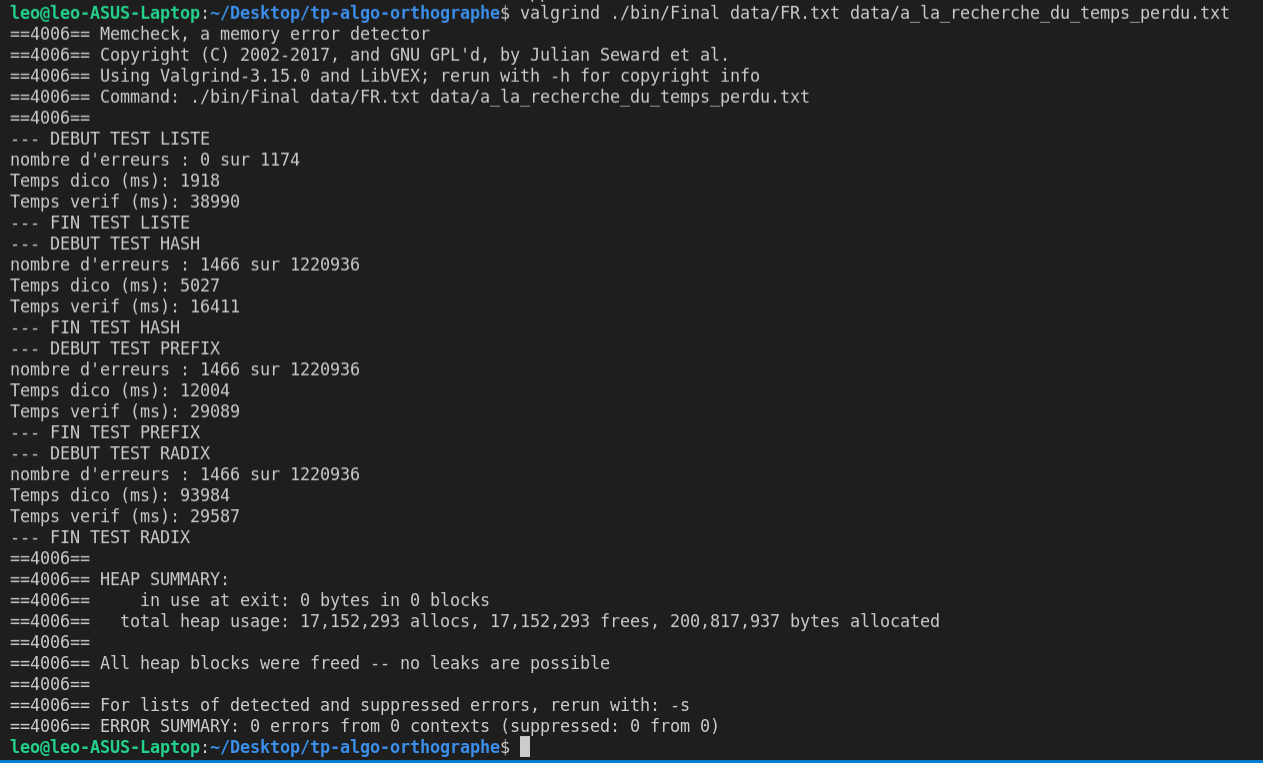 leo@leo-ASUS-Laptop:~/Desktop/tp-algo-orthographe$ valgrind ./bin/Final data/FR.txt data/a_la_recherche_du_temps_perdu.txt
==4006== Memcheck, a memory error detector
==4006== Copyright (C) 2002-2017, and GNU GPL'd, by Julian Seward et al.
==4006== Using Valgrind-3.15.0 and LibVEX; rerun with -h for copyright info
==4006== Command: ./bin/Final data/FR.txt data/a_la_recherche_du_temps_perdu.txt
==4006==
--- DEBUT TEST LISTE
nombre d'erreurs : 0 sur 1174
Temps dico (ms): 1918
Temps verif (ms): 38990
--- FIN TEST LISTE
--- DEBUT TEST HASH
nombre d'erreurs : 1466 sur 1220936
Temps dico (ms): 5027
Temps verif (ms): 16411
--- FIN TEST HASH
--- DEBUT TEST PREFIX
nombre d'erreurs : 1466 sur 1220936
Temps dico (ms): 12004
Temps verif (ms): 29089
--- FIN TEST PREFIX
--- DEBUT TEST RADIX
nombre d'erreurs : 1466 sur 1220936
Temps dico (ms): 93984
Temps verif (ms): 29587
--- FIN TEST RADIX
==4006==
==4006== HEAP SUMMARY:
==4006==     in use at exit: 0 bytes in 0 blocks
==4006==   total heap usage: 17,152,293 allocs, 17,152,293 frees, 200,817,937 bytes allocated
==4006==
==4006== All heap blocks were freed -- no leaks are possible
==4006==
==4006== For lists of detected and suppressed errors, rerun with: -s
==4006== ERROR SUMMARY: 0 errors from 0 contexts (suppressed: 0 from 0)
leo@leo-ASUS-Laptop:~/Desktop/tp-algo-orthographe$